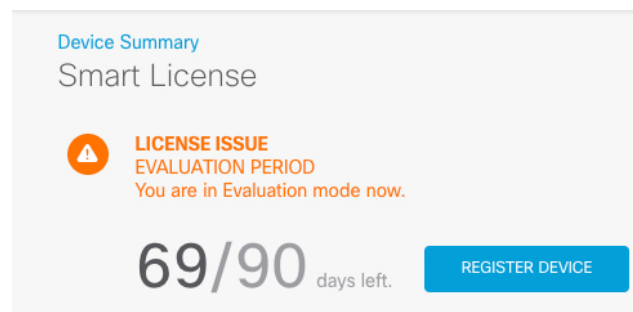 Device Summary
Smart License
LICENSE ISSUE
EVALUATION PERIOD
You are in Evaluation mode now.
69/90 days left.
REGISTER DEVICE